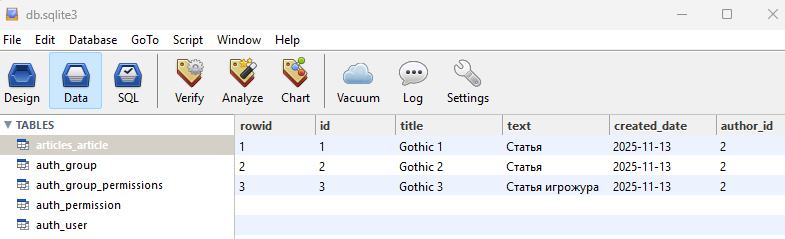 db.sqlite3
File Edit Database GoTo Script Window Help
Design Data SQL Verify Analyze Chart Vacuum Log Settings
TABLES
articles_article
auth_group
auth_group_permissions
auth_permission
auth_user
rowid id title text created_date author_id
1 1 Gothic 1 Статья 2025-11-13 2
2 2 Gothic 2 Статья 2025-11-13 2
3 3 Gothic 3 Статья игрожура 2025-11-13 2